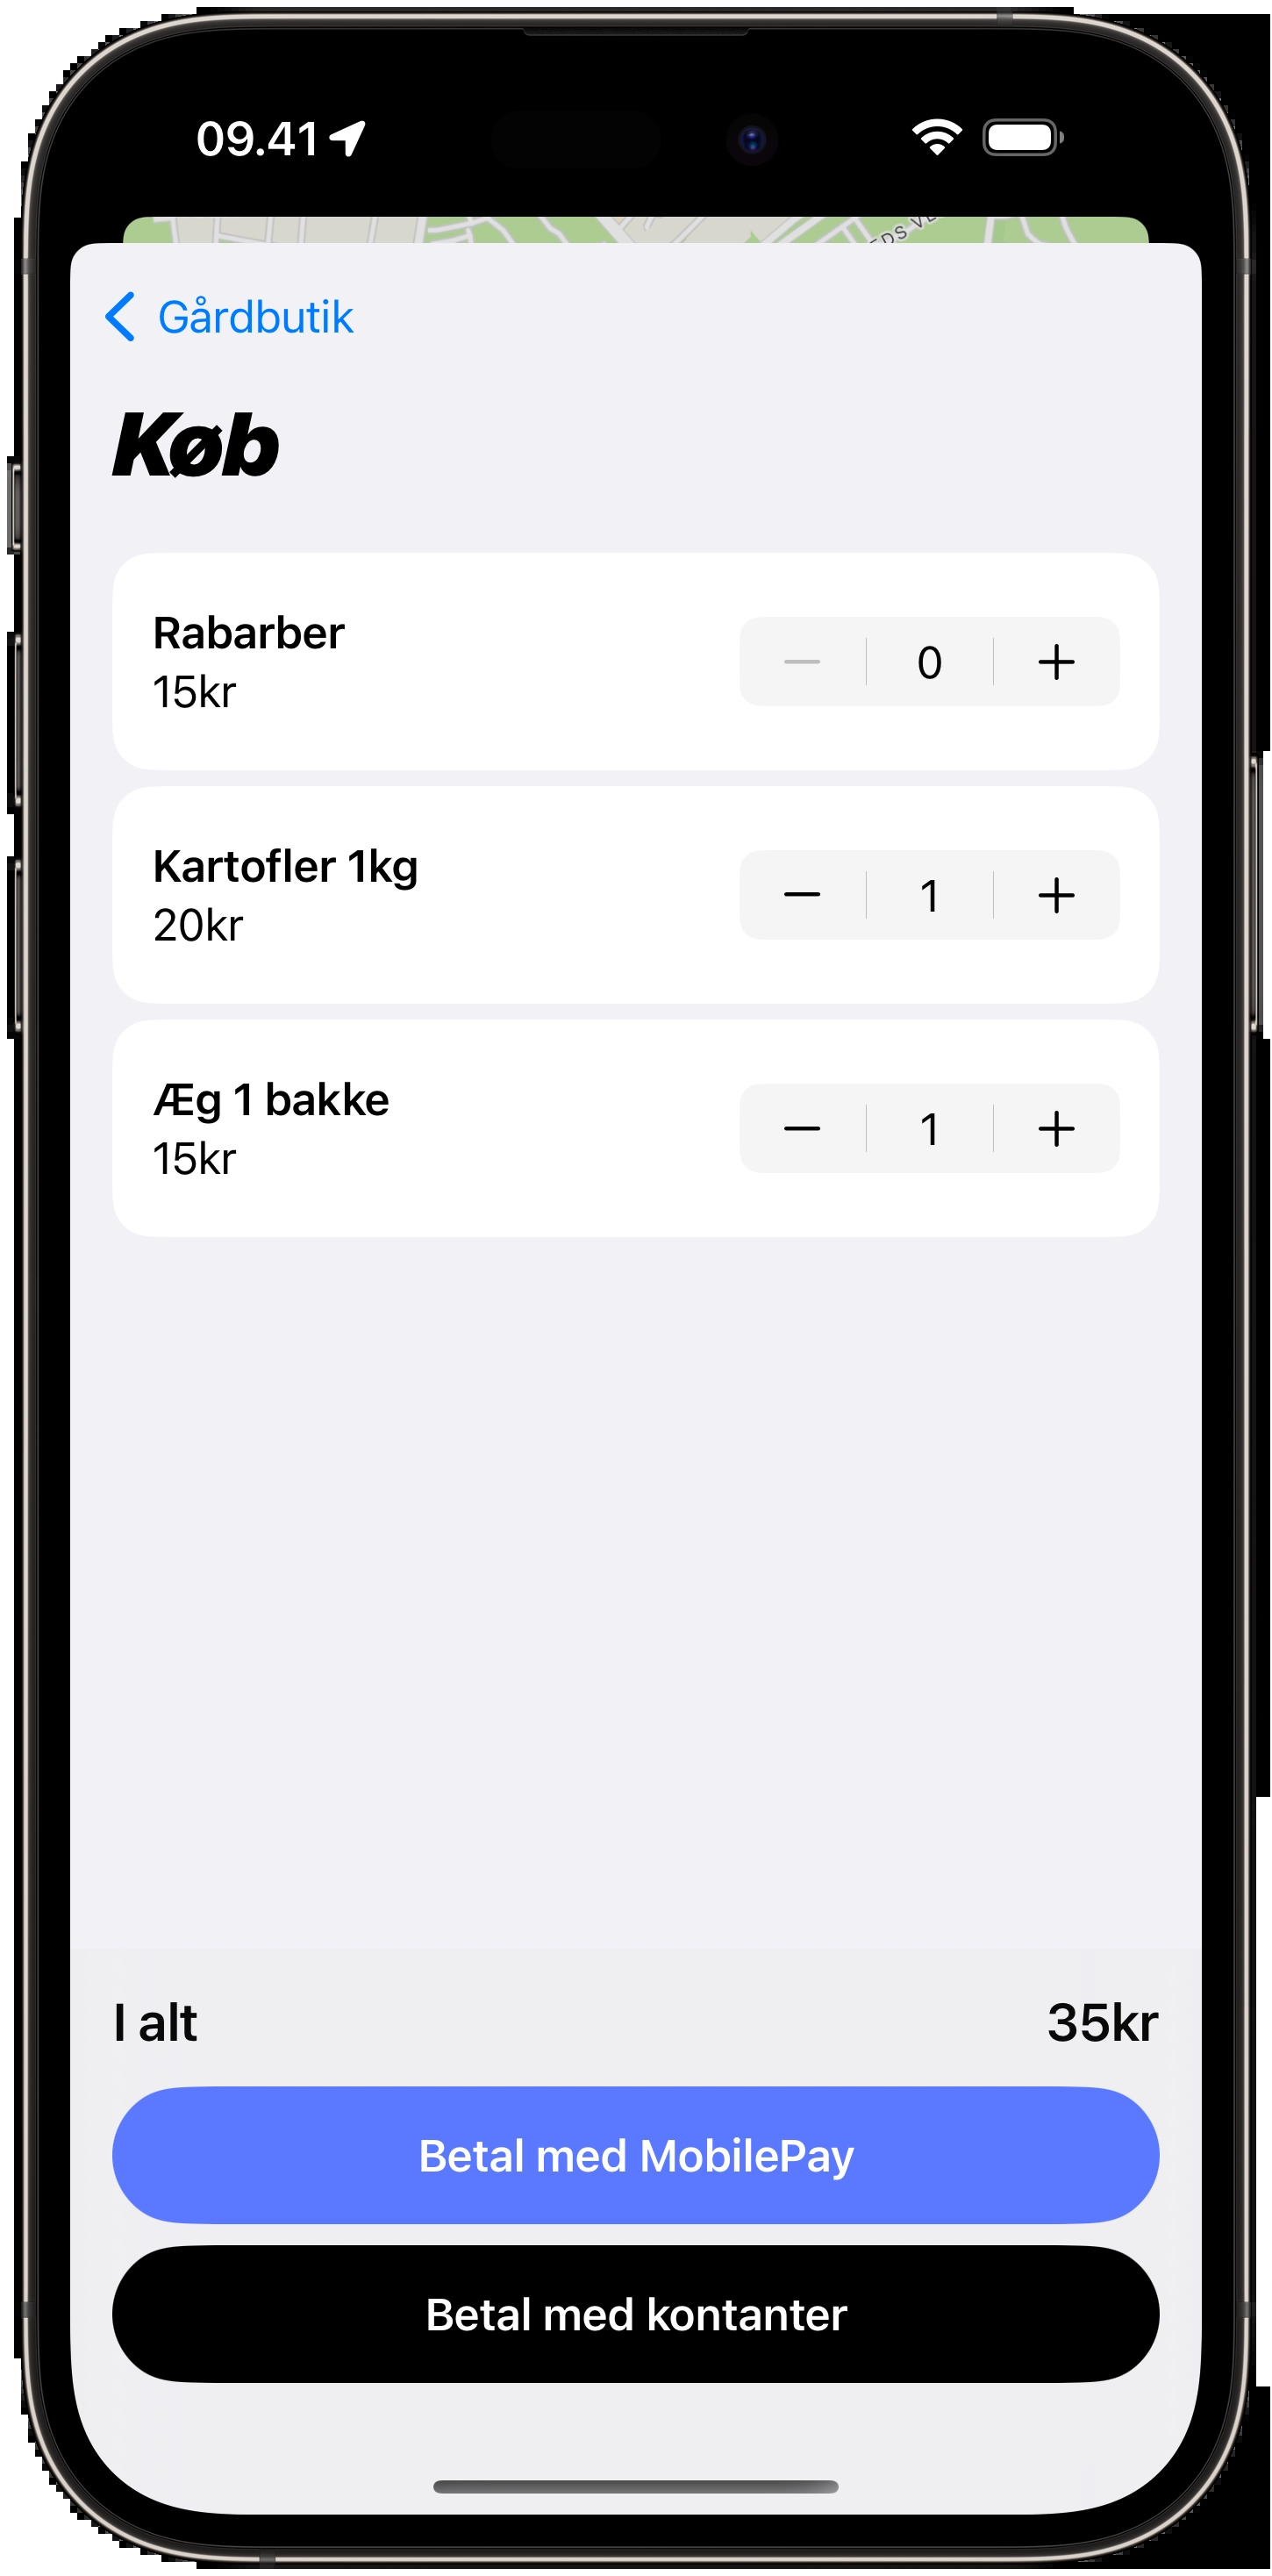 09.41
Gårdbutik
Køb
Rabarber
15kr
0
Kartofler 1kg
20kr
1
Æg 1 bakke
15kr
1
I alt
35kr
Betal med MobilePay
Betal med kontanter